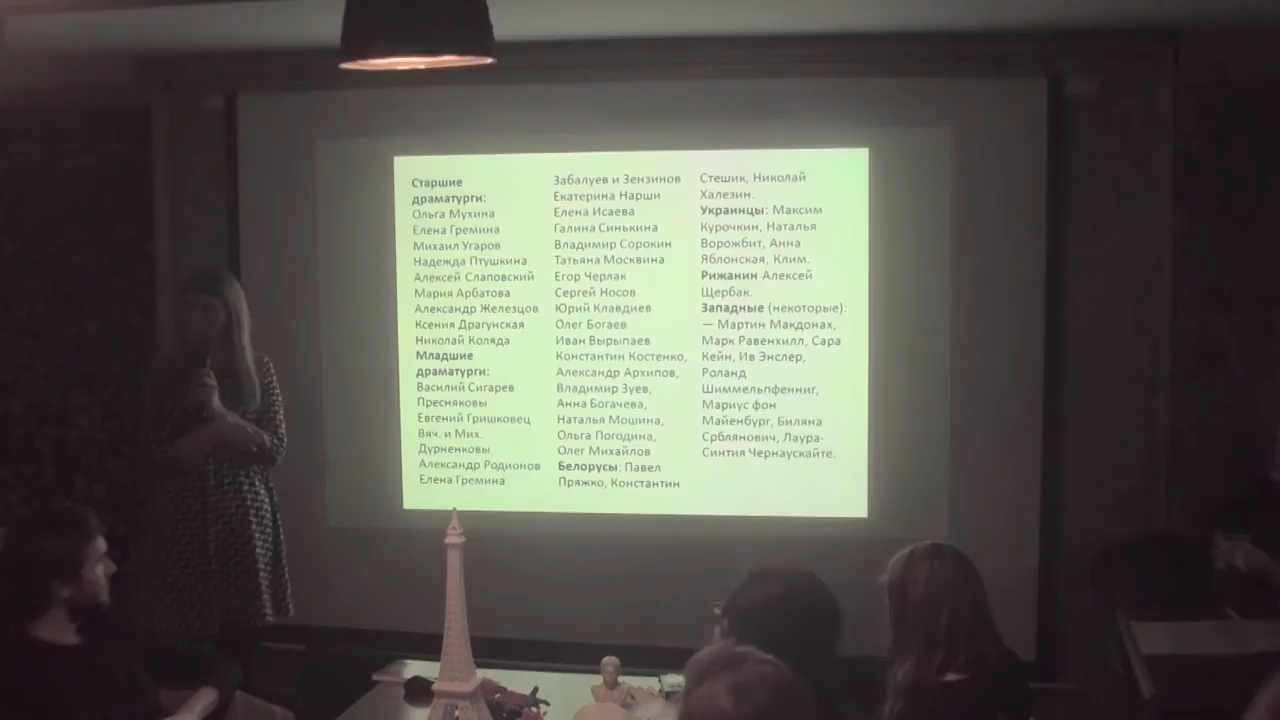 Старшие
драматурги:
Ольга Мухина
Елена Гремина
Михаил Угаров
Надежда Птушкина
Алексей Слаповский
Мария Арбатова
Александр Железцов
Ксения Драгунская
Николай Коляда
Младшие
драматурги:
Василий Сигарев
Пресняковы
Евгений Гришковец
Вяч. и Мих.
Дурненковы
Александр Родионов
Елена Гремина
Забалуев и Зензинов
Екатерина Нарши
Елена Исаева
Галина Синькина
Владимир Сорокин
Татьяна Москвина
Егор Черлак
Сергей Носов
Юрий Клавдиев
Олег Богаев
Иван Вырыпаев
Константин Костенко,
Александр Архипов,
Владимир Зуев,
Анна Богачева,
Наталья Мошина,
Ольга Погодина,
Олег Михайлов
Белорусы: Павел
Пряжко, Константин
Стешик, Николай
Халезин.
Украинцы: Максим
Курочкин, Наталья
Ворожбит, Анна
Яблонская, Клим.
Рижанин Алексей
Щербак.
Западные (некоторые):
— Мартин Макдонах,
Марк Равенхилл, Сара
Кейн, Ив Энслер,
Роланд
Шиммельпфенниг,
Мариус фон
Майенбург, Биляна
Срблянович, Лаура-
Синтия Чернаускайте.